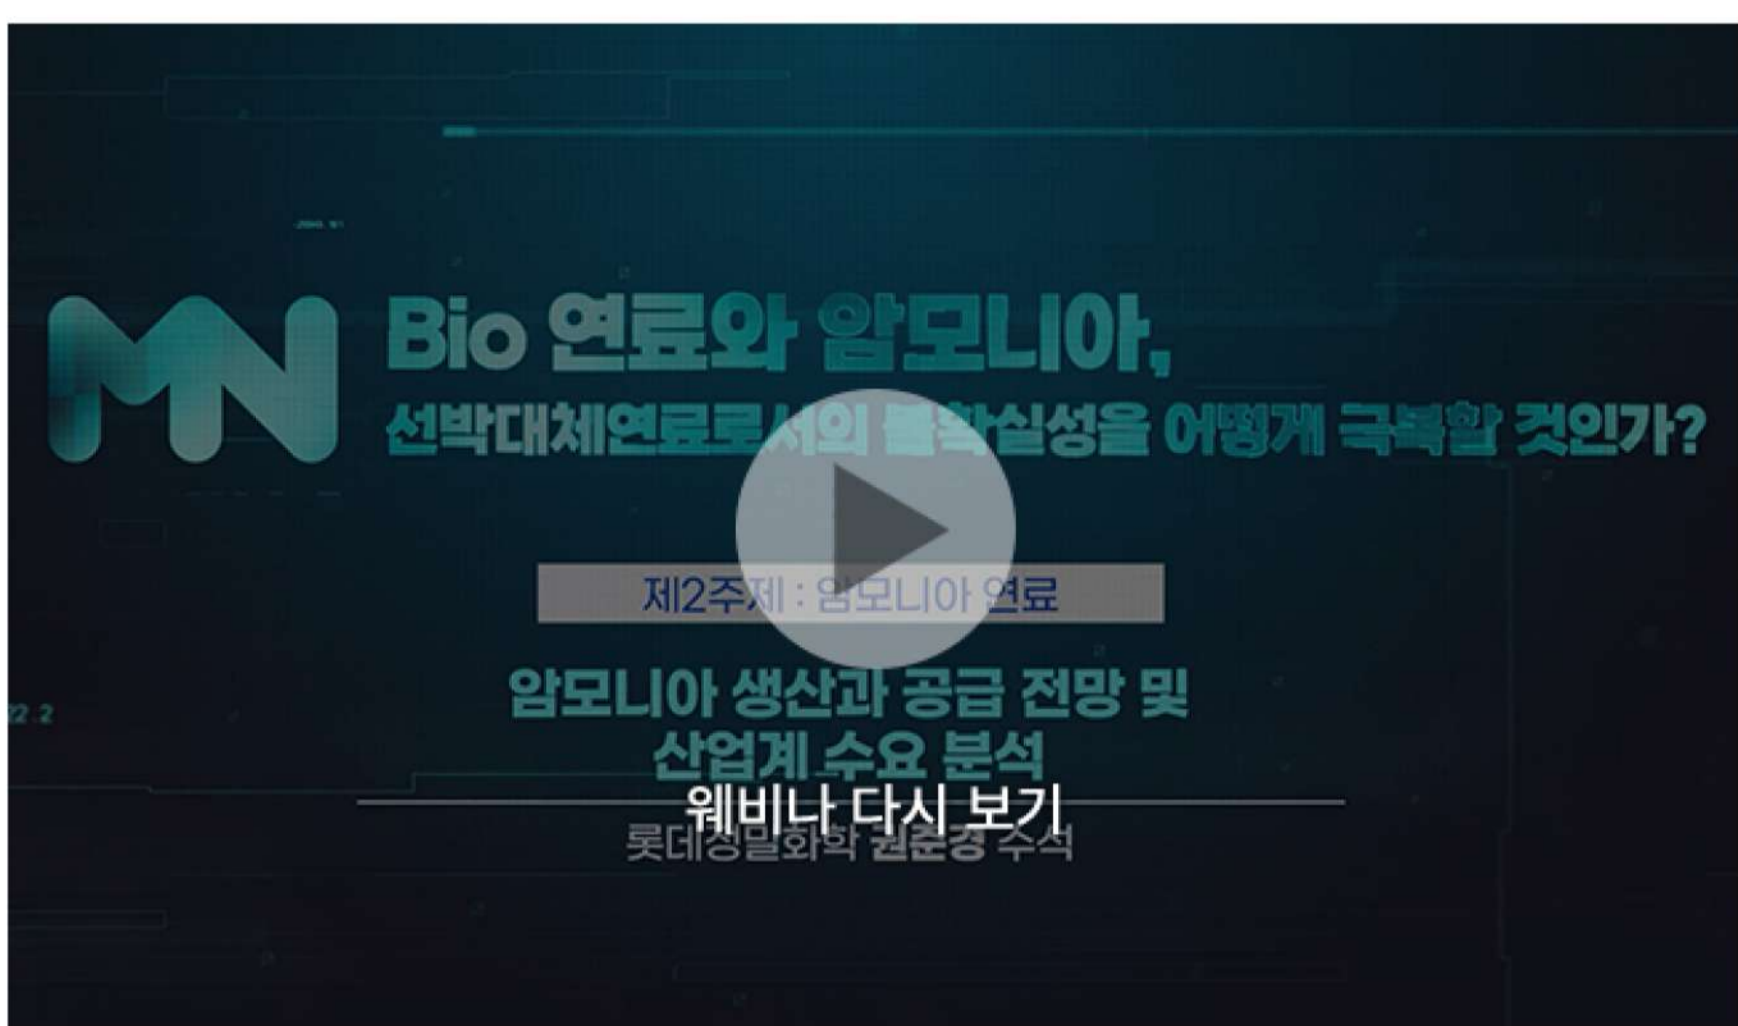 MN
Bio 연료와 암모니아,
선박대체연료로서의 불확실성을 어떻게 극복할 것인가?
제2주제 : 암모니아 연료
암모니아 생산과 공급 전망 및
산업계 수요 분석
웨비나 다시 보기
롯데정밀화학 권준경 수석
22.2